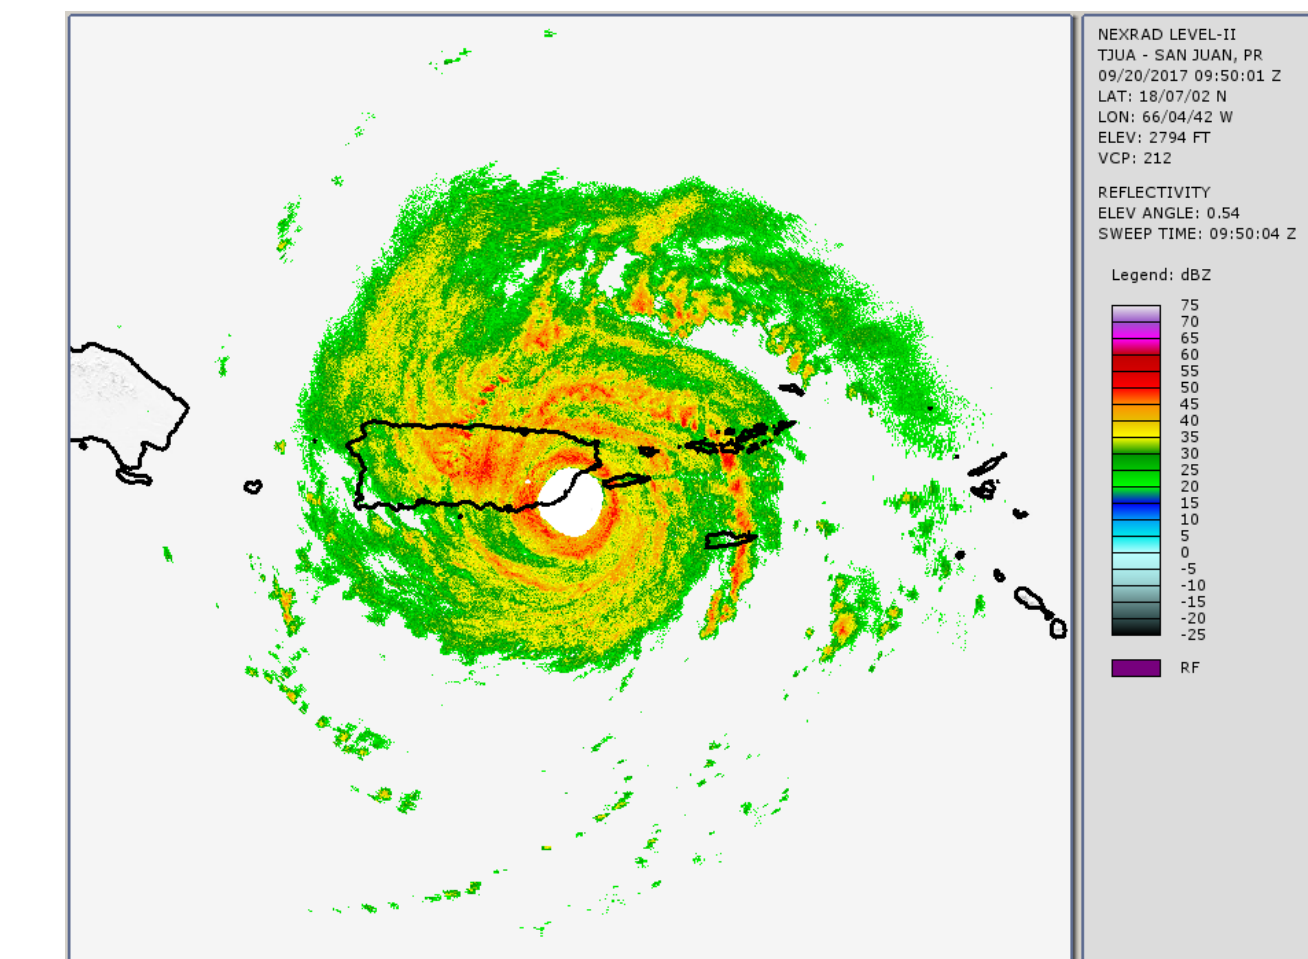 NEXRAD LEVEL-II
TJUA - SAN JUAN, PR
09/20/2017 09:50:01 Z
LAT: 18/07/02 N
LON: 66/04/42 W
ELEV: 2794 FT
VCP: 212
REFLECTIVITY
ELEV ANGLE: 0.54
SWEEP TIME: 09:50:04 Z
Legend: dBZ
75
70
65
60
55
50
45
40
35
30
25
20
15
10
5
0
-5
-10
-15
-20
-25
RF